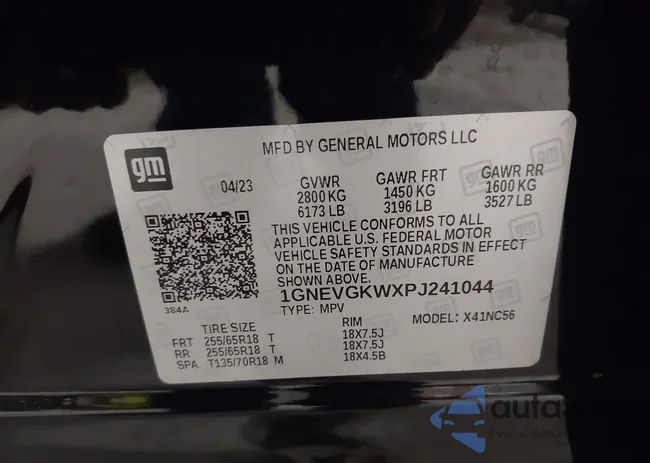 gm
MFD BY GENERAL MOTORS LLC
04/23
GVWR GAWR FRT GAWR RR
2800 KG 1450 KG 1600 KG
6173 LB 3196 LB 3527 LB
THIS VEHICLE CONFORMS TO ALL
APPLICABLE U.S. FEDERAL MOTOR
VEHICLE SAFETY STANDARDS IN EFFECT
ON THE DATE OF MANUFACTURE
1GNEVGKWXPJ241044
384A
TYPE: MPV MODEL: X41NC56
TIRE SIZE RIM
FRT 255/65R18 T 18X7.5J
RR 255/65R18 T 18X7.5J
SPA T135/70R18 M 18X4.5B